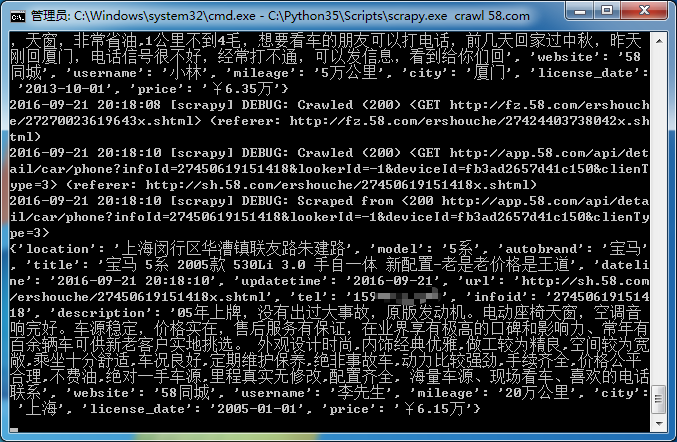 管理员: C:\Windows\system32\cmd.exe - C:\Python35\Scripts\scrapy.exe  crawl 58.com
，天窗，非常省油,1公里不到4毛，想要看车的朋友可以打电话，前几天回家过中秋，昨天
刚回厦门，电话信号很不好，经常打不通，可以发信息，看到给你们回', 'website': '58
同城', 'username': '小林', 'mileage': '5万公里', 'city': '厦门', 'license_date':
 '2013-10-01', 'price': '￥6.35万'}
2016-09-21 20:18:08 [scrapy] DEBUG: Crawled (200) <GET http://fz.58.com/ershouch
e/27270023619643x.shtml> (referer: http://fz.58.com/ershouche/27424403738042x.sh
tml)
2016-09-21 20:18:10 [scrapy] DEBUG: Crawled (200) <GET http://app.58.com/api/det
ail/car/phone?infoId=27450619151418&lookerId=-1&deviceId=fb3ad2657d41c150&clienT
ype=3> (referer: http://sh.58.com/ershouche/27450619151418x.shtml)
2016-09-21 20:18:10 [scrapy] DEBUG: Scraped from <200 http://app.58.com/api/deta
il/car/phone?infoId=27450619151418&lookerId=-1&deviceId=fb3ad2657d41c150&clienTy
pe=3>
{'location': '上海闵行区华漕镇联友路朱建路', 'model': '5系', 'autobrand': '宝马'
, 'title': '宝马 5系 2005款 530Li 3.0 手自一体 新配置-老是老价格是王道', 'dateli
ne': '2016-09-21 20:18:10', 'updatetime': '2016-09-21', 'url': 'http://sh.58.com
/ershouche/27450619151418x.shtml', 'tel': '159 ', 'infoid': '274506191514
18', 'description': '05年上牌，没有出过大事故，原版发动机。电动座椅天窗，空调音
响完好。车源稳定，价格实在，售后服务有保证，在业界享有极高的口碑和影响力、常年有
百余辆车可供新老客户实地挑选。 外观设计时尚,内饰经典优雅,做工较为精良,空间较为宽
敞,乘坐十分舒适,车况良好,定期维护保养,绝非事故车,动力比较强劲,手续齐全,价格公平
合理,不费油,绝对一手车源,里程真实无修改,配置齐全，海量车源、现场看车、喜欢的电话
联系', 'website': '58同城', 'username': '李先生', 'mileage': '20万公里', 'city':
 '上海', 'license_date': '2005-01-01', 'price': '￥6.15万'}